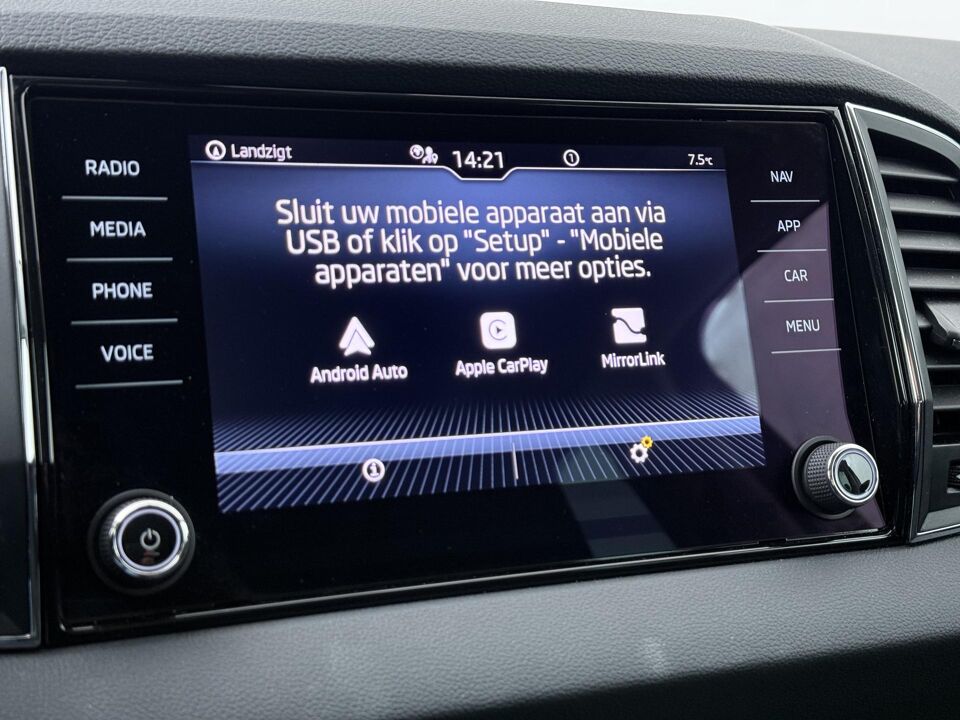 Landzigt 14:21 1 7.5°C
Sluit uw mobiele apparaat aan via
USB of klik op "Setup" - "Mobiele
apparaten" voor meer opties.
Android Auto
Apple CarPlay
MirrorLink
RADIO
MEDIA
PHONE
VOICE
NAV
APP
CAR
MENU